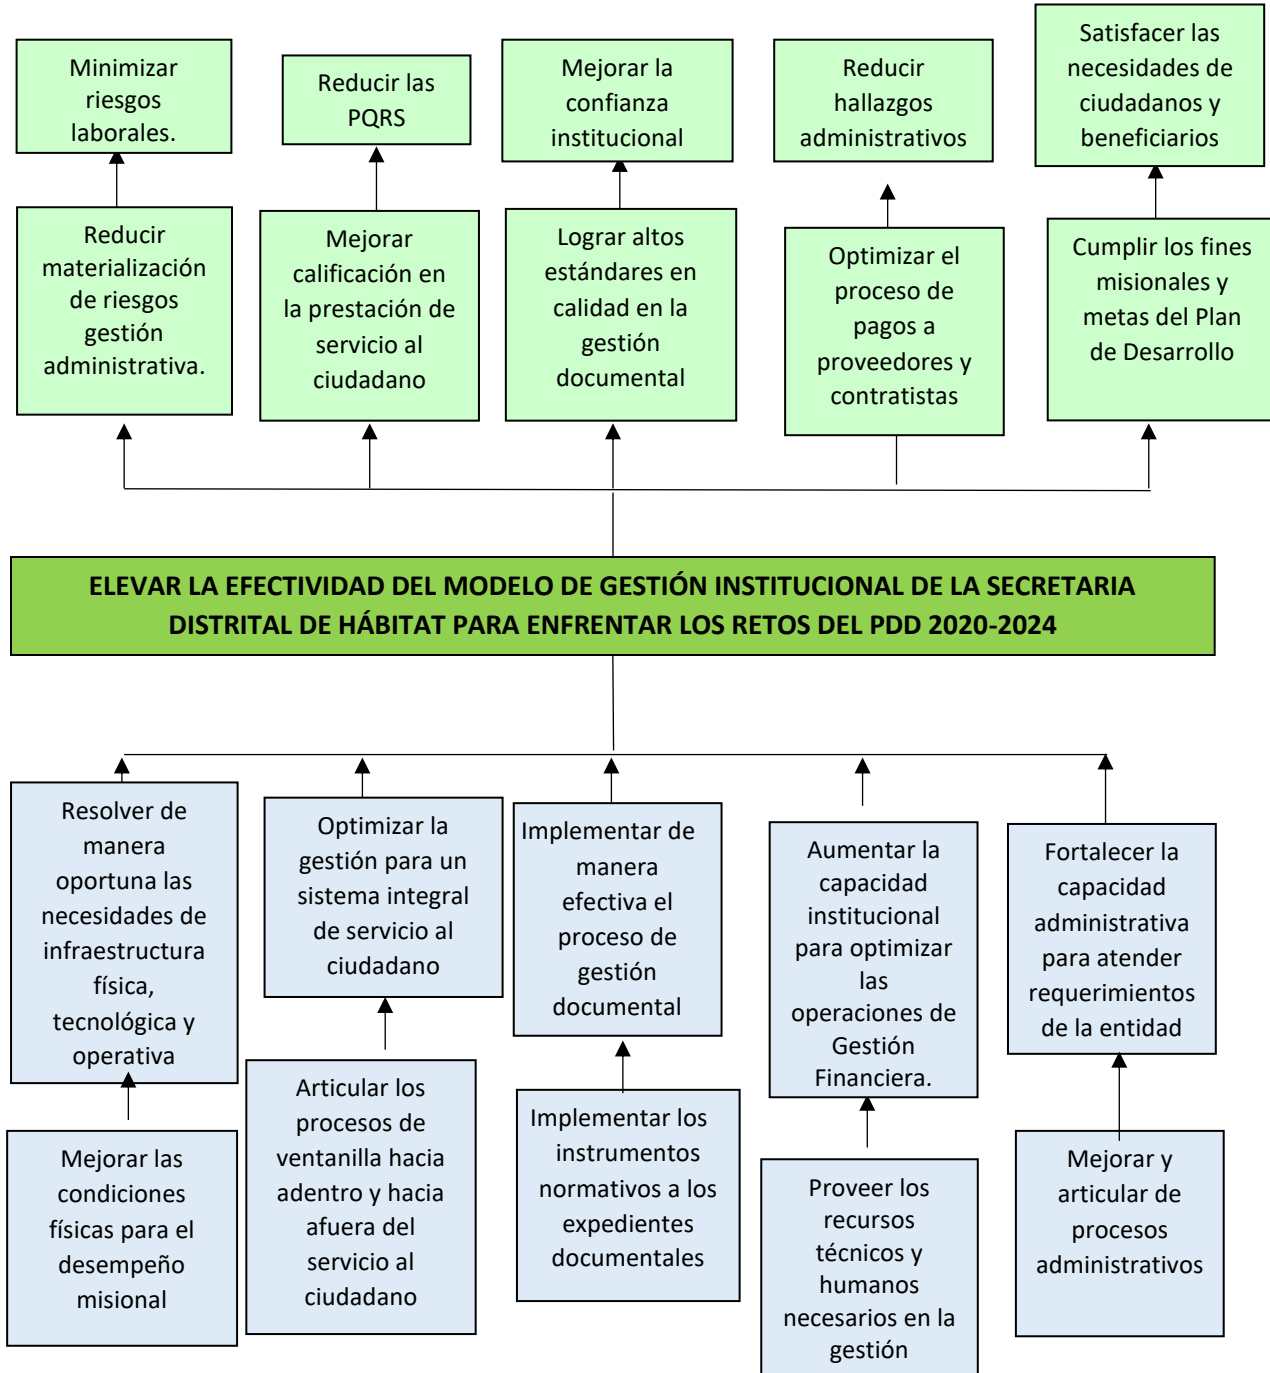 Minimizar
riesgos
laborales.
Reducir las
PQRS
Mejorar la
confianza
institucional
Reducir
hallazgos
administrativos
Satisfacer las
necesidades de
ciudadanos y
beneficiarios
Reducir
materialización
de riesgos
gestión
administrativa.
Mejorar
calificación en
la prestación de
servicio al
ciudadano
Lograr altos
estándares en
calidad en la
gestión
documental
Optimizar el
proceso de
pagos a
proveedores y
contratistas
Cumplir los fines
misionales y
metas del Plan
de Desarrollo
ELEVAR LA EFECTIVIDAD DEL MODELO DE GESTIÓN INSTITUCIONAL DE LA SECRETARIA
DISTRITAL DE HÁBITAT PARA ENFRENTAR LOS RETOS DEL PDD 2020-2024
Resolver de
manera
oportuna las
necesidades de
infraestructura
física,
tecnológica y
operativa
Optimizar la
gestión para un
sistema integral
de servicio al
ciudadano
Implementar de
manera
efectiva el
proceso de
gestión
documental
Aumentar la
capacidad
institucional
para optimizar
las
operaciones de
Gestión
Financiera.
Fortalecer la
capacidad
administrativa
para atender
requerimientos
de la entidad
Mejorar las
condiciones
físicas para el
desempeño
misional
Articular los
procesos de
ventanilla hacia
adentro y hacia
afuera del
servicio al
ciudadano
Implementar los
instrumentos
normativos a los
expedientes
documentales
Proveer los
recursos
técnicos y
humanos
necesarios en la
gestión
Mejorar y
articular de
procesos
administrativos